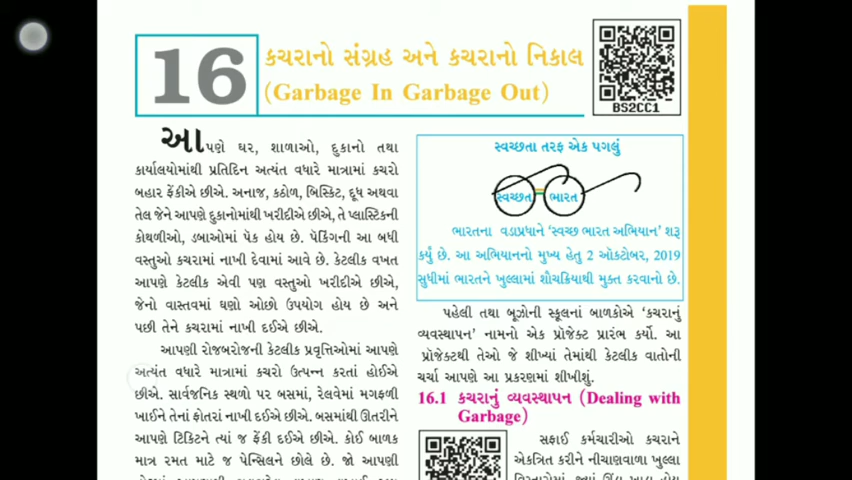 16
કચરાનો સંગ્રહ અને કચરાનો નિકાલ
(Garbage In Garbage Out)
BS2CC1
આપણે ઘર, શાળાઓ, દુકાનો તથા
કાર્યાલયોમાંથી પ્રતિદિન અત્યંત વધારે માત્રામાં કચરો
બહાર ફેંકીએ છીએ. અનાજ, કઠોળ, બિસ્કિટ, દૂધ અથવા
તેલ જેને આપણે દુકાનોમાંથી ખરીદીએ છીએ, તે પ્લાસ્ટિકની
કોથળીઓ, ડબાઓમાં પૅક હોય છે. પૅકિંગની આ બધી
વસ્તુઓ કચરામાં નાખી દેવામાં આવે છે. કેટલીક વખત
આપણે કેટલીક એવી પણ વસ્તુઓ ખરીદીએ છીએ,
જેનો વાસ્તવમાં ઘણો ઓછો ઉપયોગ હોય છે અને
પછી તેને કચરામાં નાખી દઈએ છીએ.
આપણી રોજબરોજની કેટલીક પ્રવૃત્તિઓમાં આપણે
અત્યંત વધારે માત્રામાં કચરો ઉત્પન્ન કરતાં હોઈએ
છીએ. સાર્વજનિક સ્થળો પર બસમાં, રેલવેમાં મગફળી
ખાઈને તેનાં ફોતરાં નાખી દઈએ છીએ. બસમાંથી ઊતરીને
આપણે ટિકિટને ત્યાં જ ફેંકી દઈએ છીએ. કોઈ બાળક
માત્ર રમત માટે જ પેન્સિલને છોલે છે. જો આપણી
સ્વચ્છતા તરફ એક પગલું
સ્વચ્છત ભારત
ભારતના વડાપ્રધાને ‘સ્વચ્છ ભારત અભિયાન’ શરૂ
કર્યું છે. આ અભિયાનનો મુખ્ય હેતુ 2 ઑક્ટોબર, 2019
સુધીમાં ભારતને ખુલ્લામાં શૌચક્રિયાથી મુક્ત કરવાનો છે.
પહેલી તથા બૂઝોની સ્કૂલનાં બાળકોએ ‘કચરાનું
વ્યવસ્થાપન’ નામનો એક પ્રોજેક્ટ પ્રારંભ કર્યો. આ
પ્રૉજેક્ટથી તેઓ જે શીખ્યાં તેમાંથી કેટલીક વાતોની
ચર્ચા આપણે આ પ્રકરણમાં શીખીશું.
16.1 કચરાનું વ્યવસ્થાપન (Dealing with
Garbage)
સફાઈ કર્મચારીઓ કચરાને
એકત્રિત કરીને નીચાણવાળા ખુલ્લા